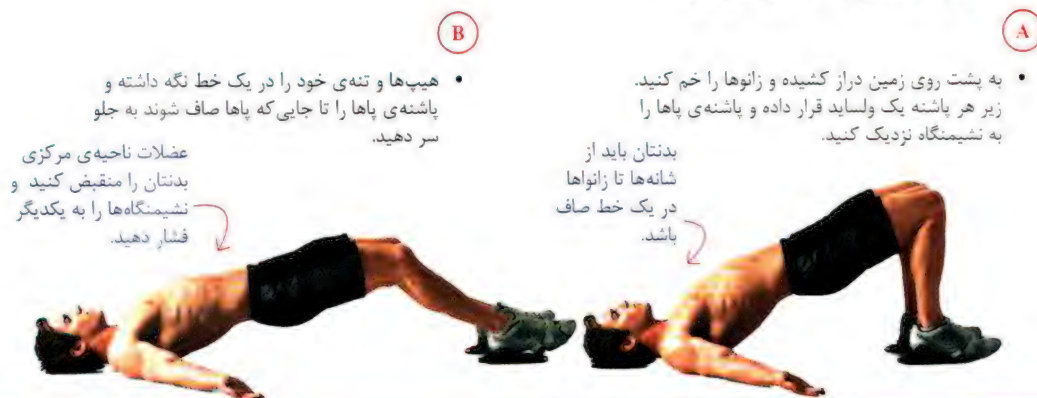 A
• به پشت روی زمین دراز کشیده و زانوها را خم کنید.
زیر هر پاشنه یک ولساید قرار داده و پاشنه‌ی پاها را
به نشیمنگاه نزدیک کنید.
بدنتان باید از
شانه‌ها تا زانواها
در یک خط صاف
باشد.
B
• هیپ‌ها و تنه‌ی خود را در یک خط نگه داشته و
پاشنه‌ی پاها را تا جایی که پاها صاف شوند به جلو
سر دهید.
عضلات ناحیه‌ی مرکزی
بدنتان را منقبض کنید و
نشیمنگاه‌ها را به یکدیگر
فشار دهید.